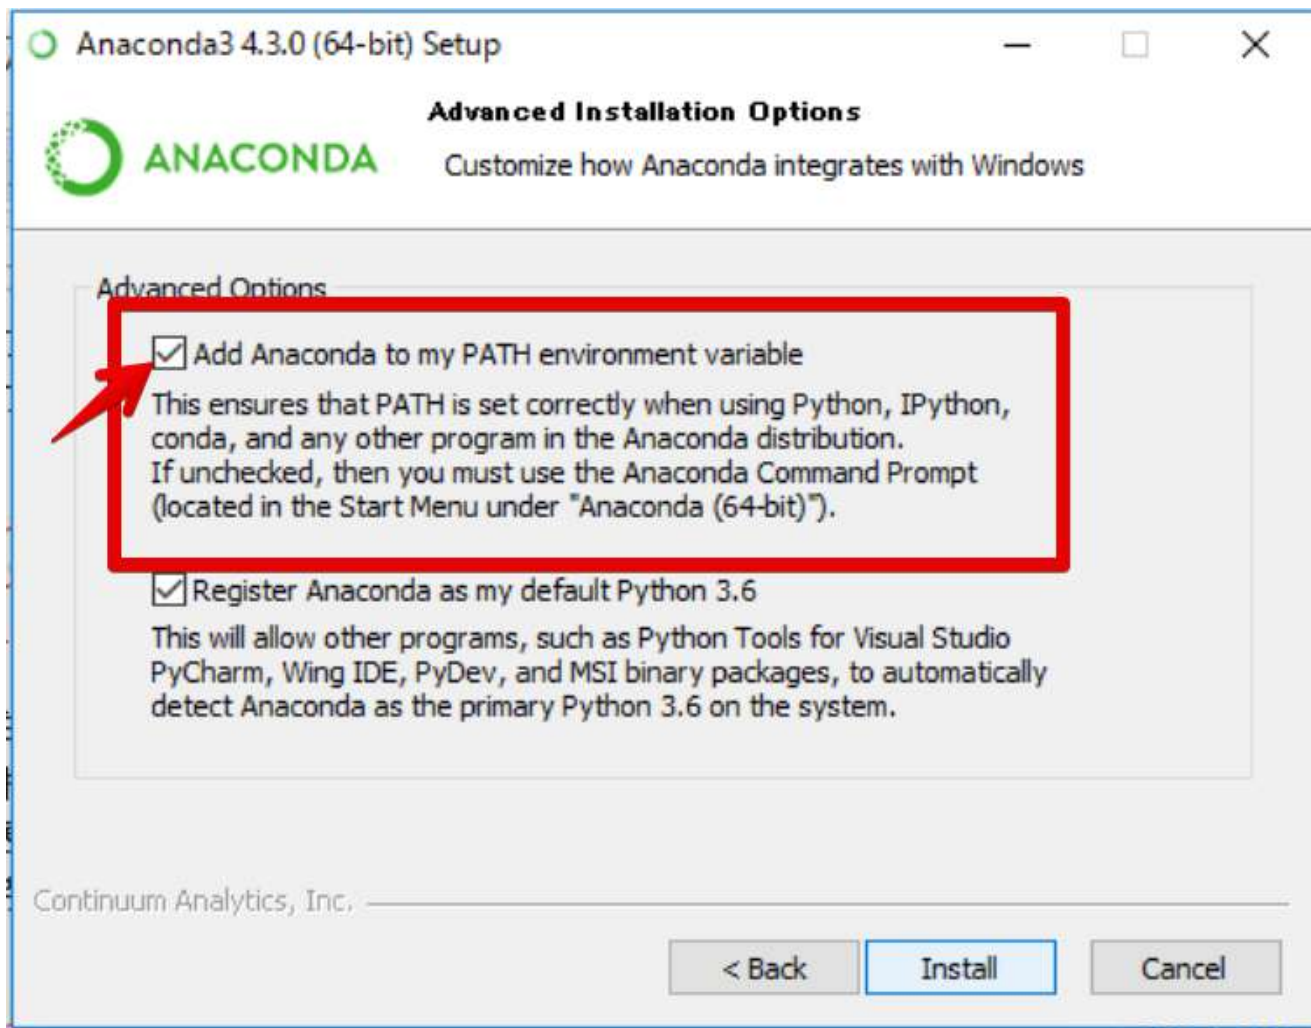 Anaconda3 4.3.0 (64-bit) Setup
Advanced Installation Options
ANACONDA
Customize how Anaconda integrates with Windows
Advanced Options
Add Anaconda to my PATH environment variable
This ensures that PATH is set correctly when using Python, IPython,
conda, and any other program in the Anaconda distribution.
If unchecked, then you must use the Anaconda Command Prompt
(located in the Start Menu under "Anaconda (64-bit)").
Register Anaconda as my default Python 3.6
This will allow other programs, such as Python Tools for Visual Studio
PyCharm, Wing IDE, PyDev, and MSI binary packages, to automatically
detect Anaconda as the primary Python 3.6 on the system.
Continuum Analytics, Inc.
< Back
Install
Cancel